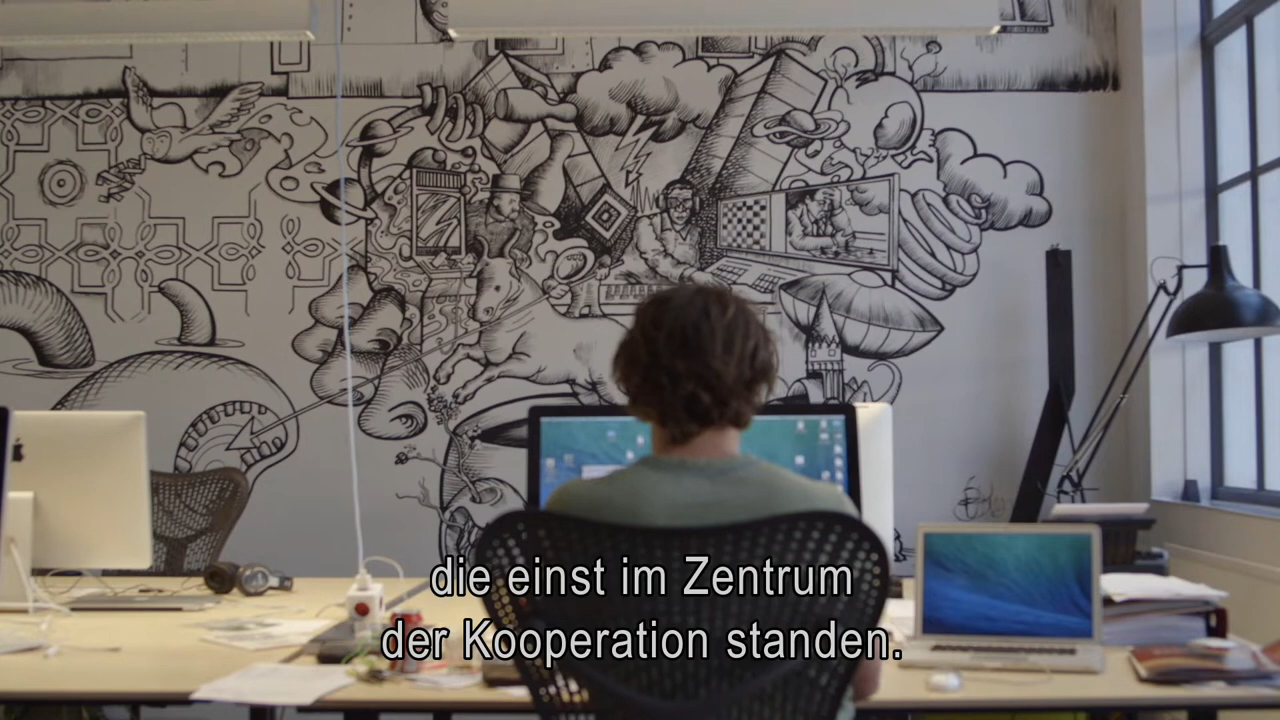 die einst im Zentrum
der Kooperation standen.